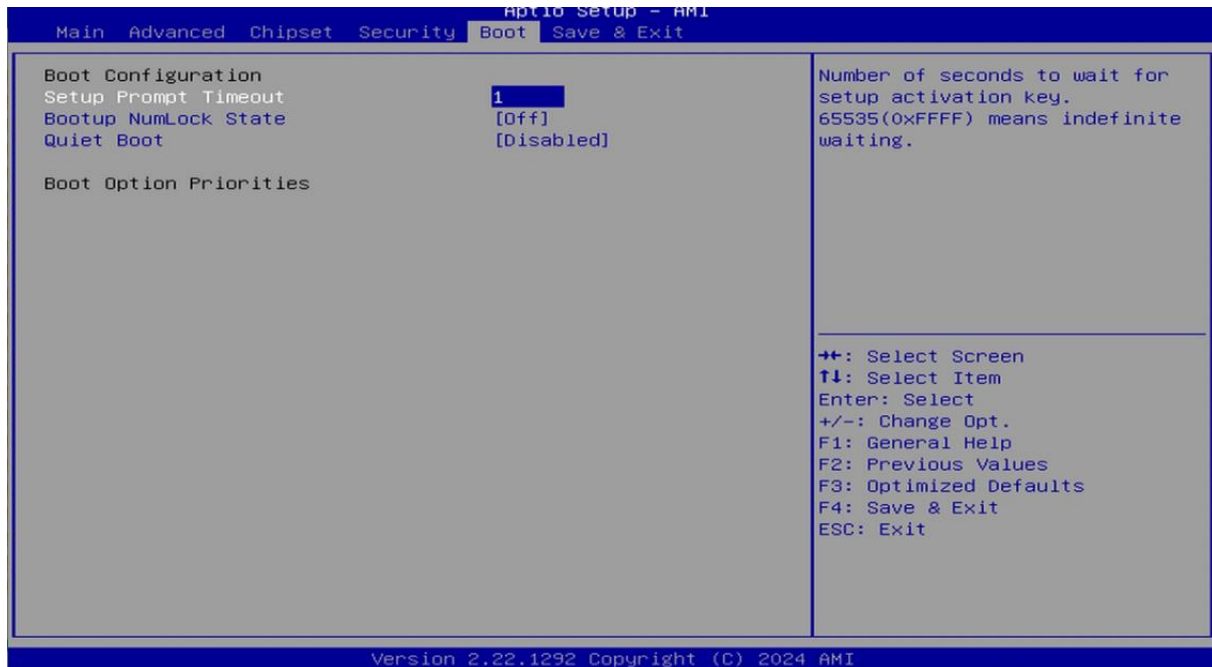 Aptio Setup - AMI
Main Advanced Chipset Security Boot Save & Exit
Boot Configuration
Setup Prompt Timeout 1
Bootup NumLock State [Off]
Quiet Boot [Disabled]
Boot Option Priorities
Number of seconds to wait for
setup activation key.
65535(0xFFFF) means indefinite
waiting.
→←: Select Screen
↑↓: Select Item
Enter: Select
+/-: Change Opt.
F1: General Help
F2: Previous Values
F3: Optimized Defaults
F4: Save & Exit
ESC: Exit
Version 2.22.1292 Copyright (C) 2024 AMI